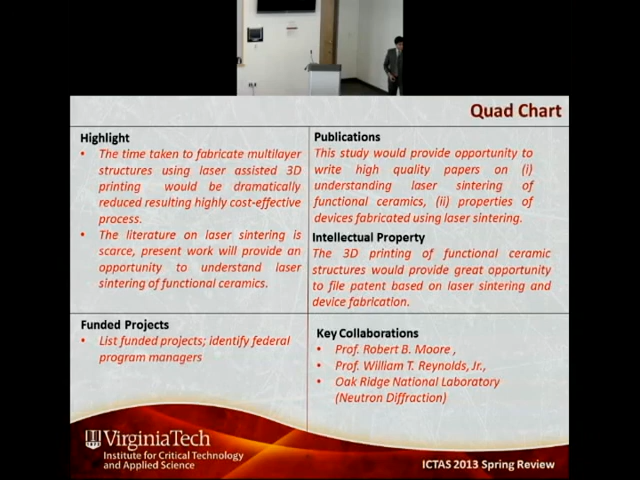 Quad Chart
Highlight
• The time taken to fabricate multilayer
structures using laser assisted 3D
printing would be dramatically
reduced resulting highly cost-effective
process.
• The literature on laser sintering is
scarce, present work will provide an
opportunity to understand laser
sintering of functional ceramics.
Publications
This study would provide opportunity to
write high quality papers on (i)
understanding laser sintering of
functional ceramics, (ii) properties of
devices fabricated using laser sintering.
Intellectual Property
The 3D printing of functional ceramic
structures would provide great opportunity
to file patent based on laser sintering and
device fabrication.
Funded Projects
• List funded projects; identify federal
program managers
Key Collaborations
• Prof. Robert B. Moore ,
• Prof. William T. Reynolds, Jr.,
• Oak Ridge National Laboratory
(Neutron Diffraction)
VirginiaTech
Institute for Critical Technology
and Applied Science
ICTAS 2013 Spring Review